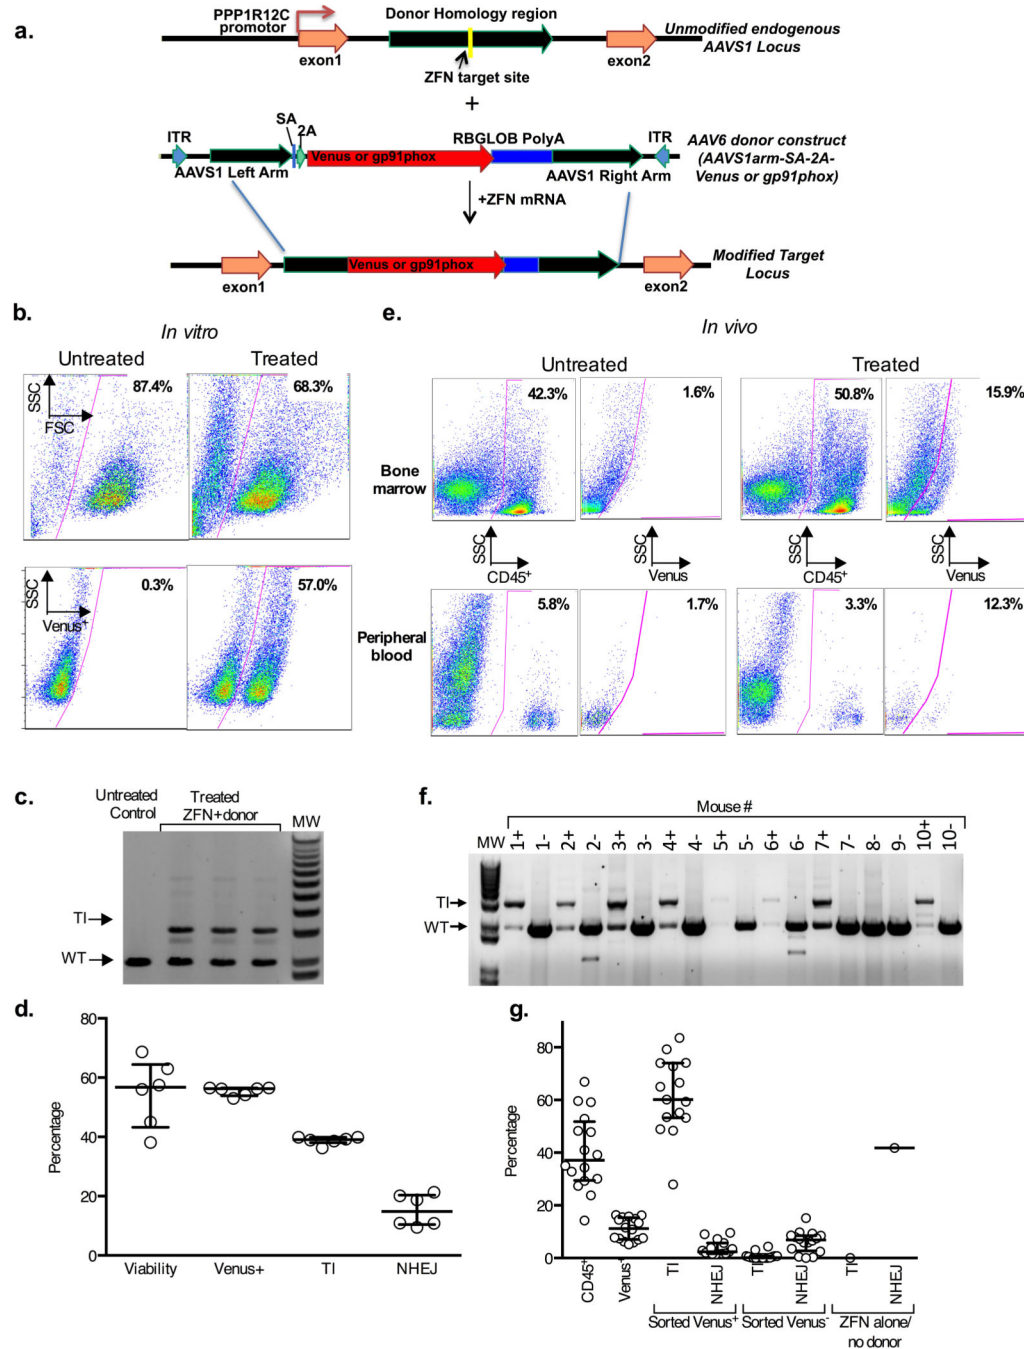 a.
PPP1R12C
promotor
Donor Homology region
Unmodified endogenous
AAVS1 Locus
exon1
exon2
ZFN target site
+
SA
2A
ITR
RBGLOB PolyA
ITR
AAV6 donor construct
(AAVS1arm-SA-2A-
Venus or gp91phox)
Venus or gp91phox
AAVS1 Left Arm
AAVS1 Right Arm
+ZFN mRNA
Modified Target
Locus
Venus or gp91phox
exon1
exon2
b.
In vitro
Untreated
Treated
87.4%
68.3%
SSC
FSC
0.3%
57.0%
SSC
Venus+
e.
In vivo
Untreated
Treated
42.3%
1.6%
50.8%
15.9%
Bone
marrow
SSC
CD45+
SSC
Venus
SSC
CD45+
SSC
Venus
5.8%
1.7%
3.3%
12.3%
Peripheral
blood
c.
Untreated
Control
Treated
ZFN+donor
MW
TI
WT
f.
Mouse #
MW
1+
1-
2+
2-
3+
3-
4+
4-
5+
5-
6+
6-
7+
7-
8-
9-
10+
10-
TI
WT
d.
Percentage
80
60
40
20
0
Viability
Venus+
TI
NHEJ
g.
Percentage
80
60
40
20
0
CD45+
Venus+
TI
NHEJ
TI
NHEJ
TI
NHEJ
Sorted Venus+
Sorted Venus-
ZFN alone/
no donor